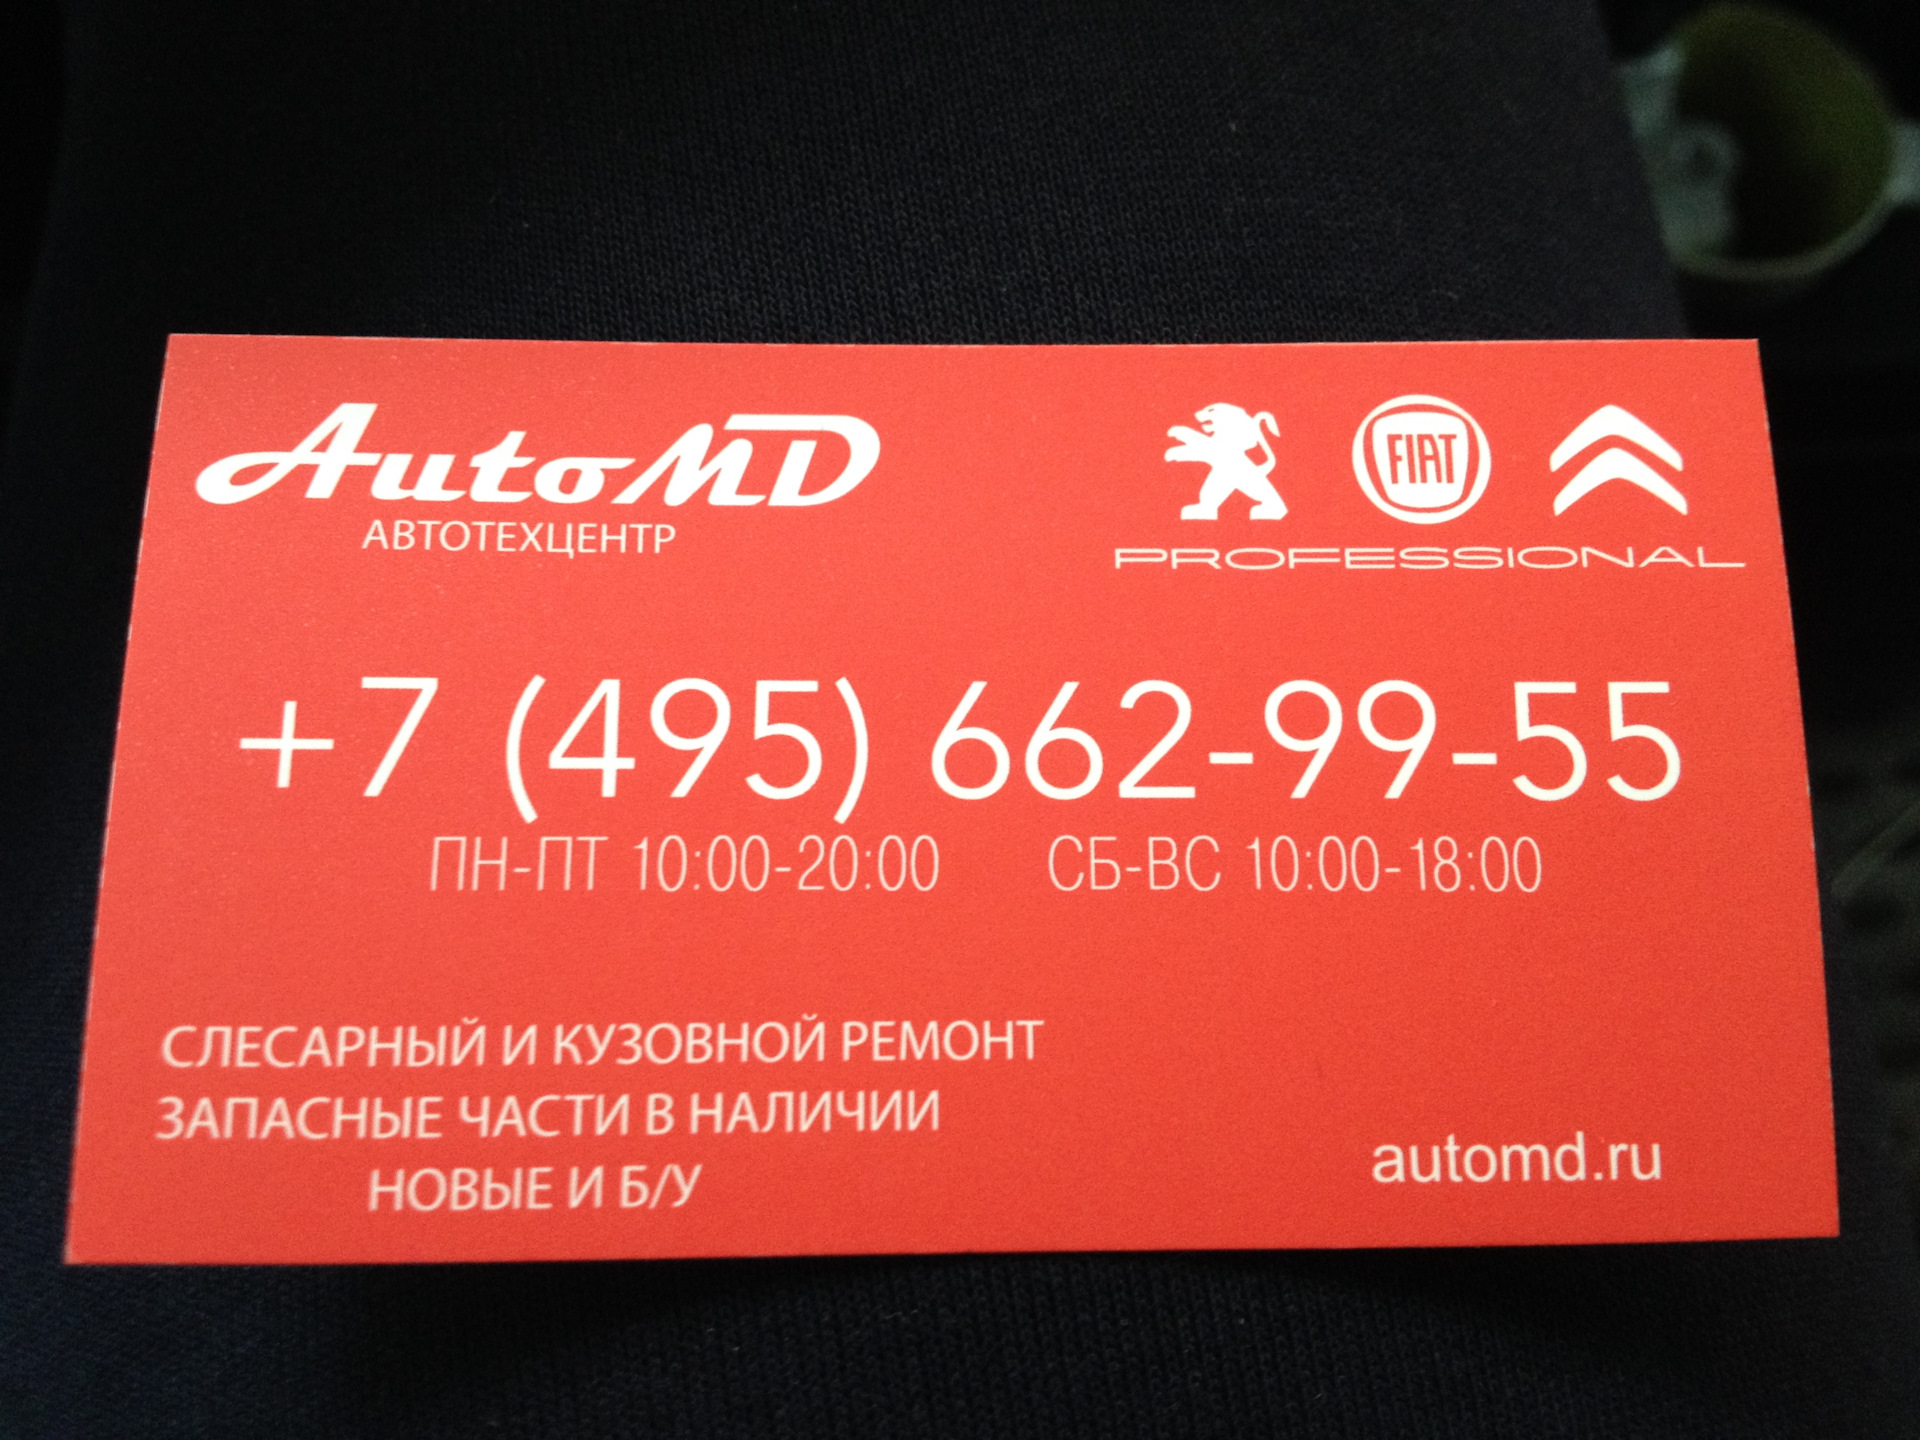 AutoMD
АВТОТЕХЦЕНТР
FIAT
PROFESSIONAL
+7 (495) 662-99-55
ПН-ПТ 10:00-20:00 СБ-ВС 10:00-18:00
СЛЕСАРНЫЙ И КУЗОВНОЙ РЕМОНТ
ЗАПАСНЫЕ ЧАСТИ В НАЛИЧИИ
НОВЫЕ И Б/У
automd.ru